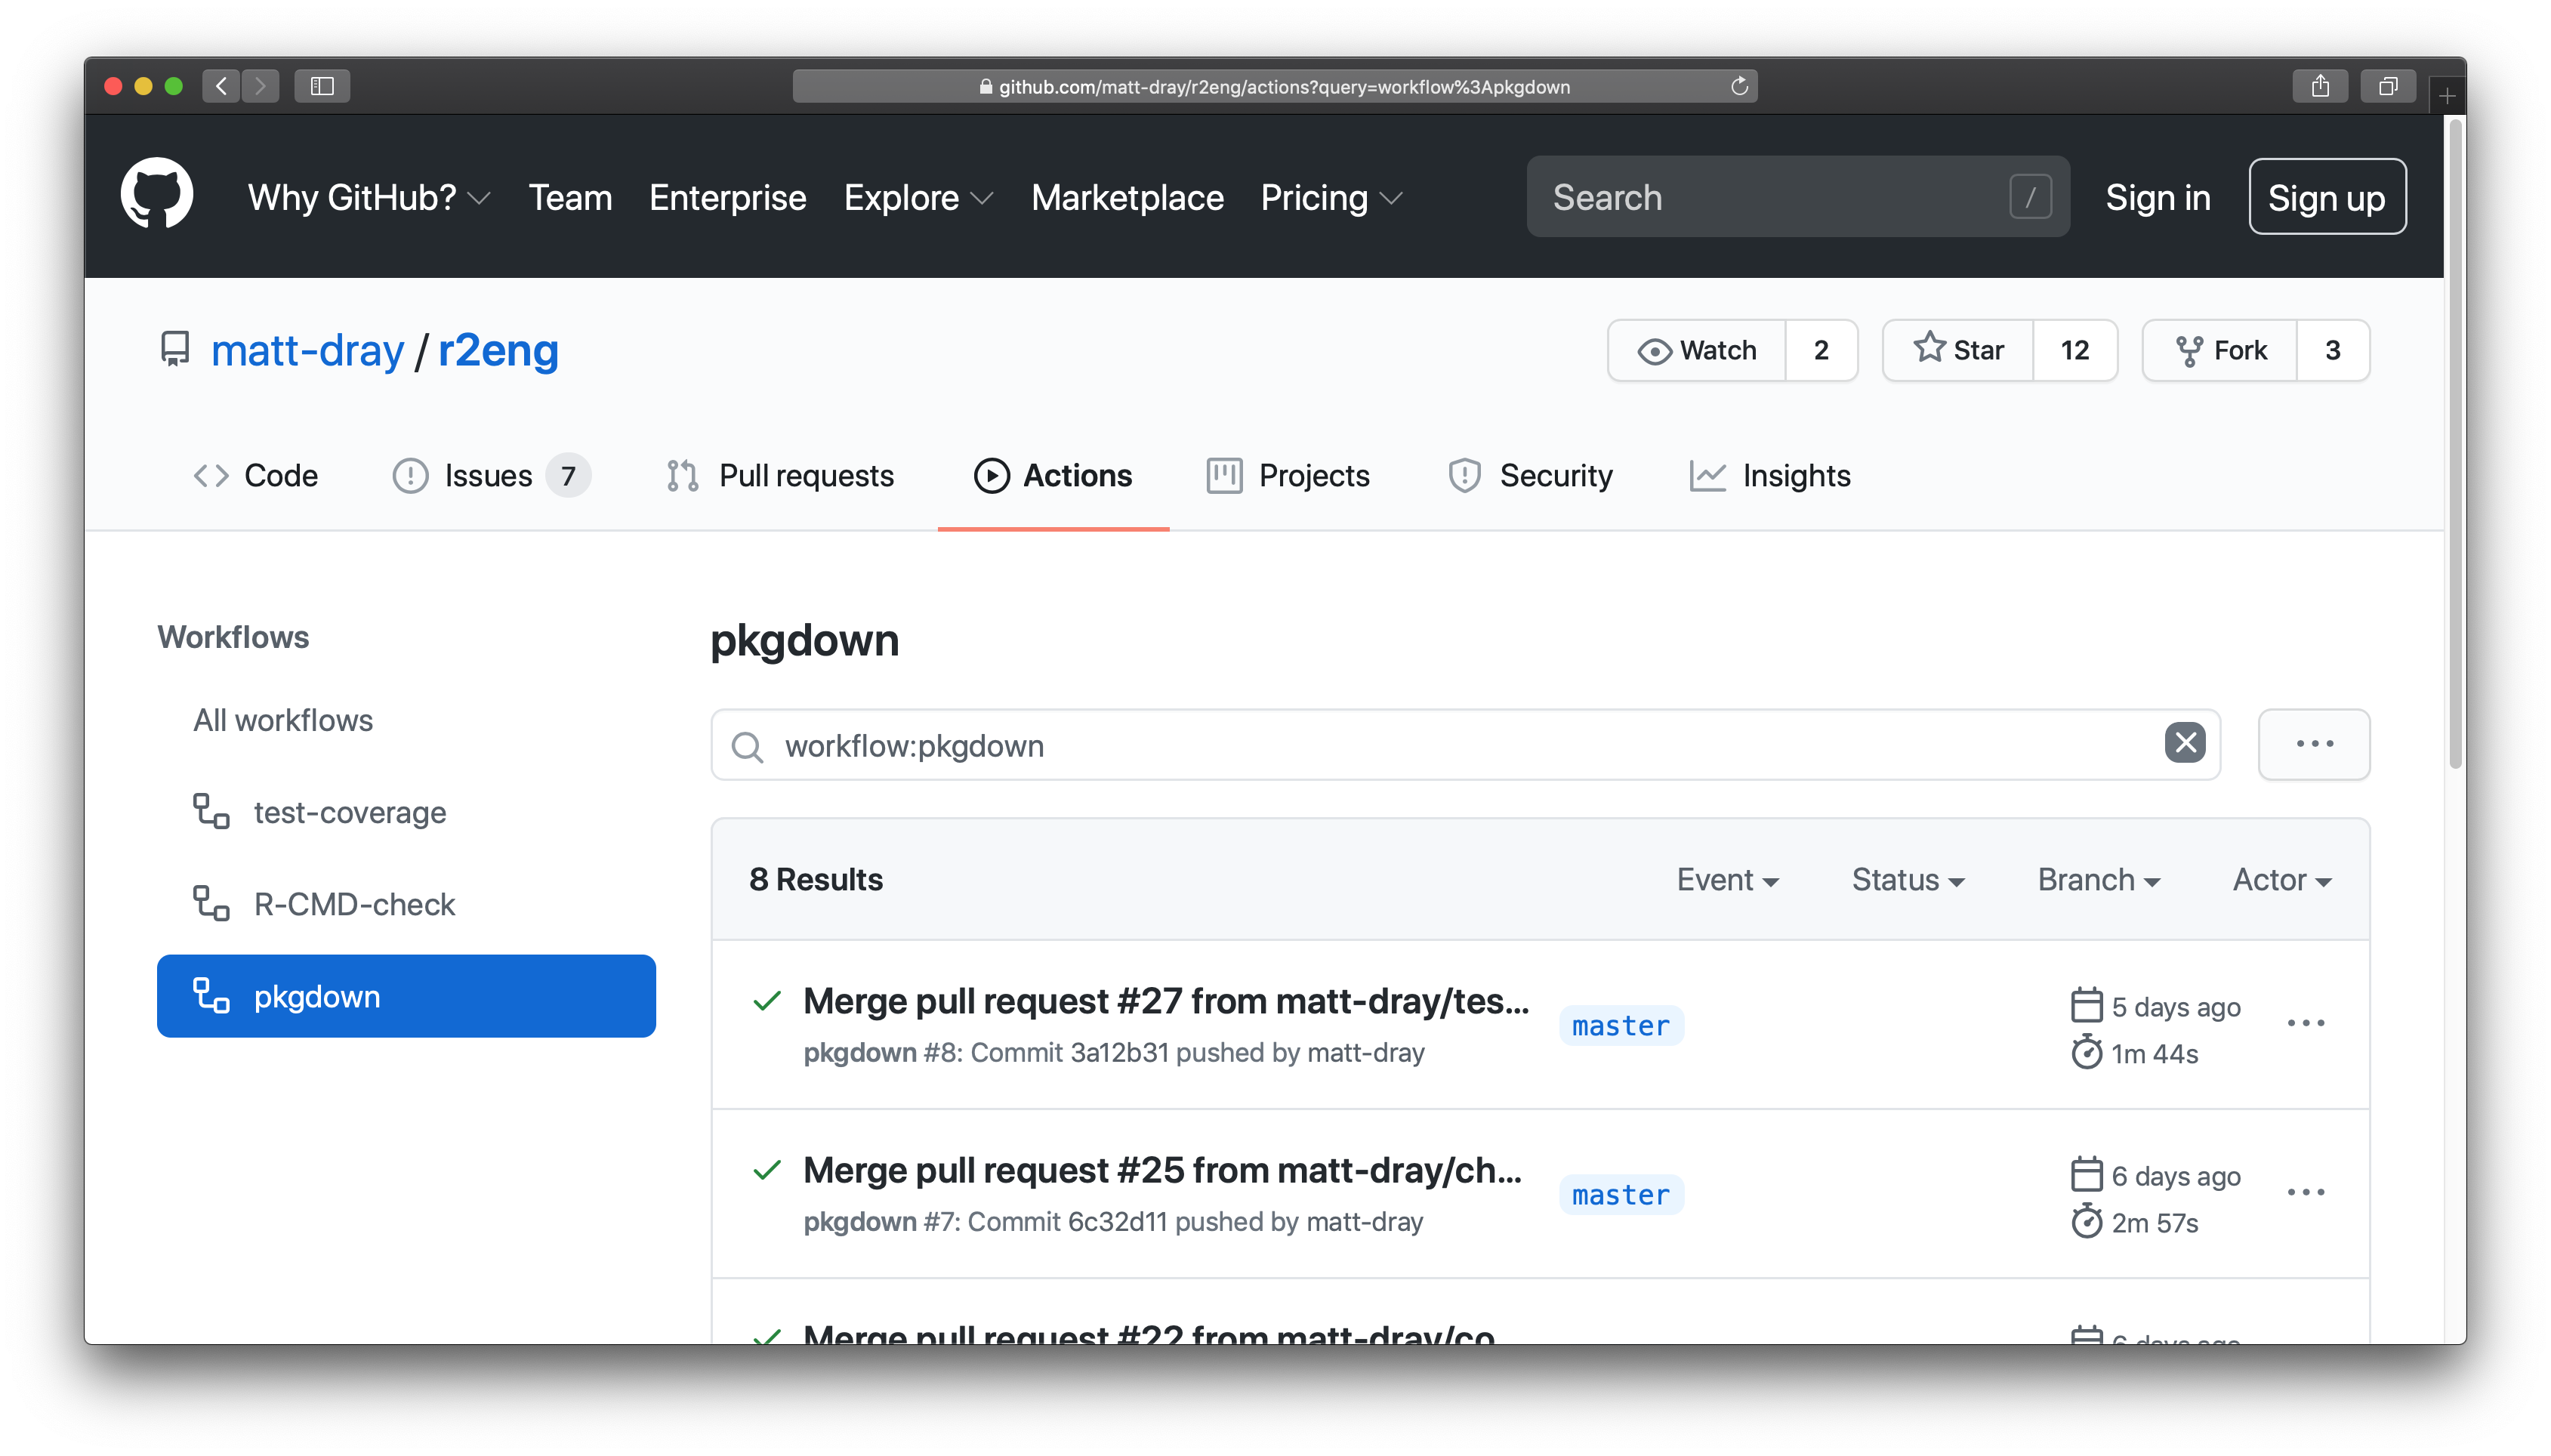 github.com/matt-dray/r2eng/actions?query=workflow%3Apkgdown
Why GitHub? Team Enterprise Explore Marketplace Pricing Search / Sign in Sign up
matt-dray / r2eng Watch 2 Star 12 Fork 3
Code Issues 7 Pull requests Actions Projects Security Insights
Workflows
All workflows
test-coverage
R-CMD-check
pkgdown
pkgdown
workflow:pkgdown
8 Results Event Status Branch Actor
Merge pull request #27 from matt-dray/tes... master 5 days ago
pkgdown #8: Commit 3a12b31 pushed by matt-dray 1m 44s
Merge pull request #25 from matt-dray/ch... master 6 days ago
pkgdown #7: Commit 6c32d11 pushed by matt-dray 2m 57s
Merge pull request #22 from matt-dray/co 6 days ago